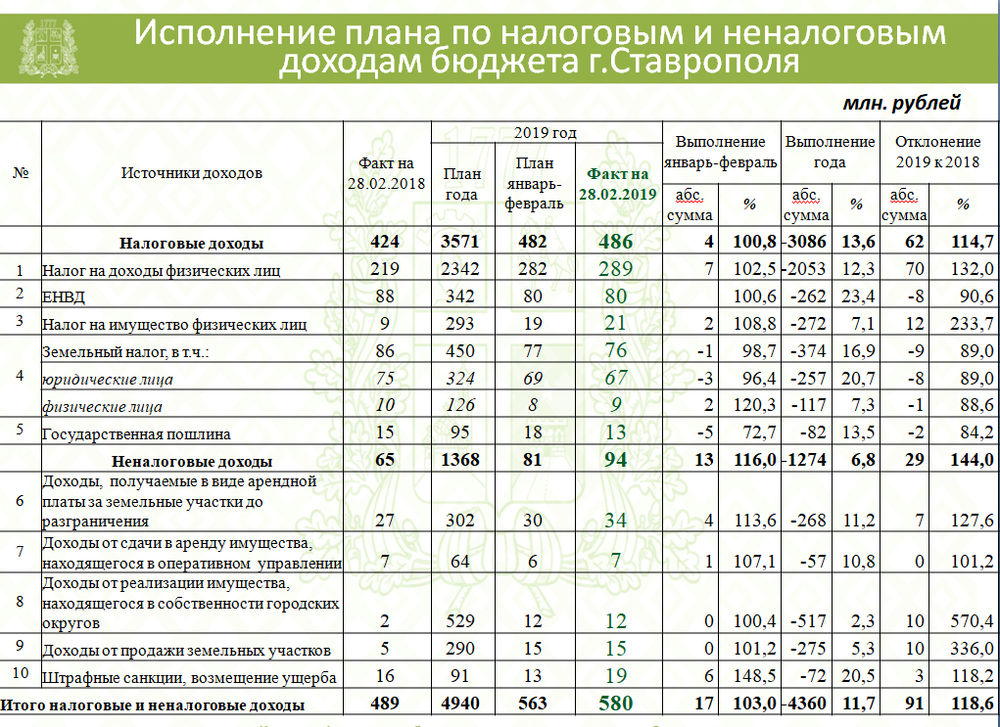 1777
Исполнение плана по налоговым и неналоговым
доходам бюджета г.Ставрополя
млн. рублей
№ Источники доходов Факт на 28.02.2018 2019 год Выполнение январь-февраль Выполнение года Отклонение 2019 к 2018
План года План январь-февраль Факт на 28.02.2019 абс. сумма % абс. сумма % абс. сумма %
Налоговые доходы 424 3571 482 486 4 100,8 -3086 13,6 62 114,7
1 Налог на доходы физических лиц 219 2342 282 289 7 102,5 -2053 12,3 70 132,0
2 ЕНВД 88 342 80 80 100,6 -262 23,4 -8 90,6
3 Налог на имущество физических лиц 9 293 19 21 2 108,8 -272 7,1 12 233,7
4 Земельный налог, в т.ч.: 86 450 77 76 -1 98,7 -374 16,9 -9 89,0
юридические лица 75 324 69 67 -3 96,4 -257 20,7 -8 89,0
физические лица 10 126 8 9 2 120,3 -117 7,3 -1 88,6
5 Государственная пошлина 15 95 18 13 -5 72,7 -82 13,5 -2 84,2
Неналоговые доходы 65 1368 81 94 13 116,0 -1274 6,8 29 144,0
6 Доходы, получаемые в виде арендной
платы за земельные участки до
разграничения 27 302 30 34 4 113,6 -268 11,2 7 127,6
7 Доходы от сдачи в аренду имущества,
находящегося в оперативном управлении 7 64 6 7 1 107,1 -57 10,8 0 101,2
8 Доходы от реализации имущества,
находящегося в собственности городских
округов 2 529 12 12 0 100,4 -517 2,3 10 570,4
9 Доходы от продажи земельных участков 5 290 15 15 0 101,2 -275 5,3 10 336,0
10 Штрафные санкции, возмещение ущерба 16 91 13 19 6 148,5 -72 20,5 3 118,2
Итого налоговые и неналоговые доходы 489 4940 563 580 17 103,0 -4360 11,7 91 118,6